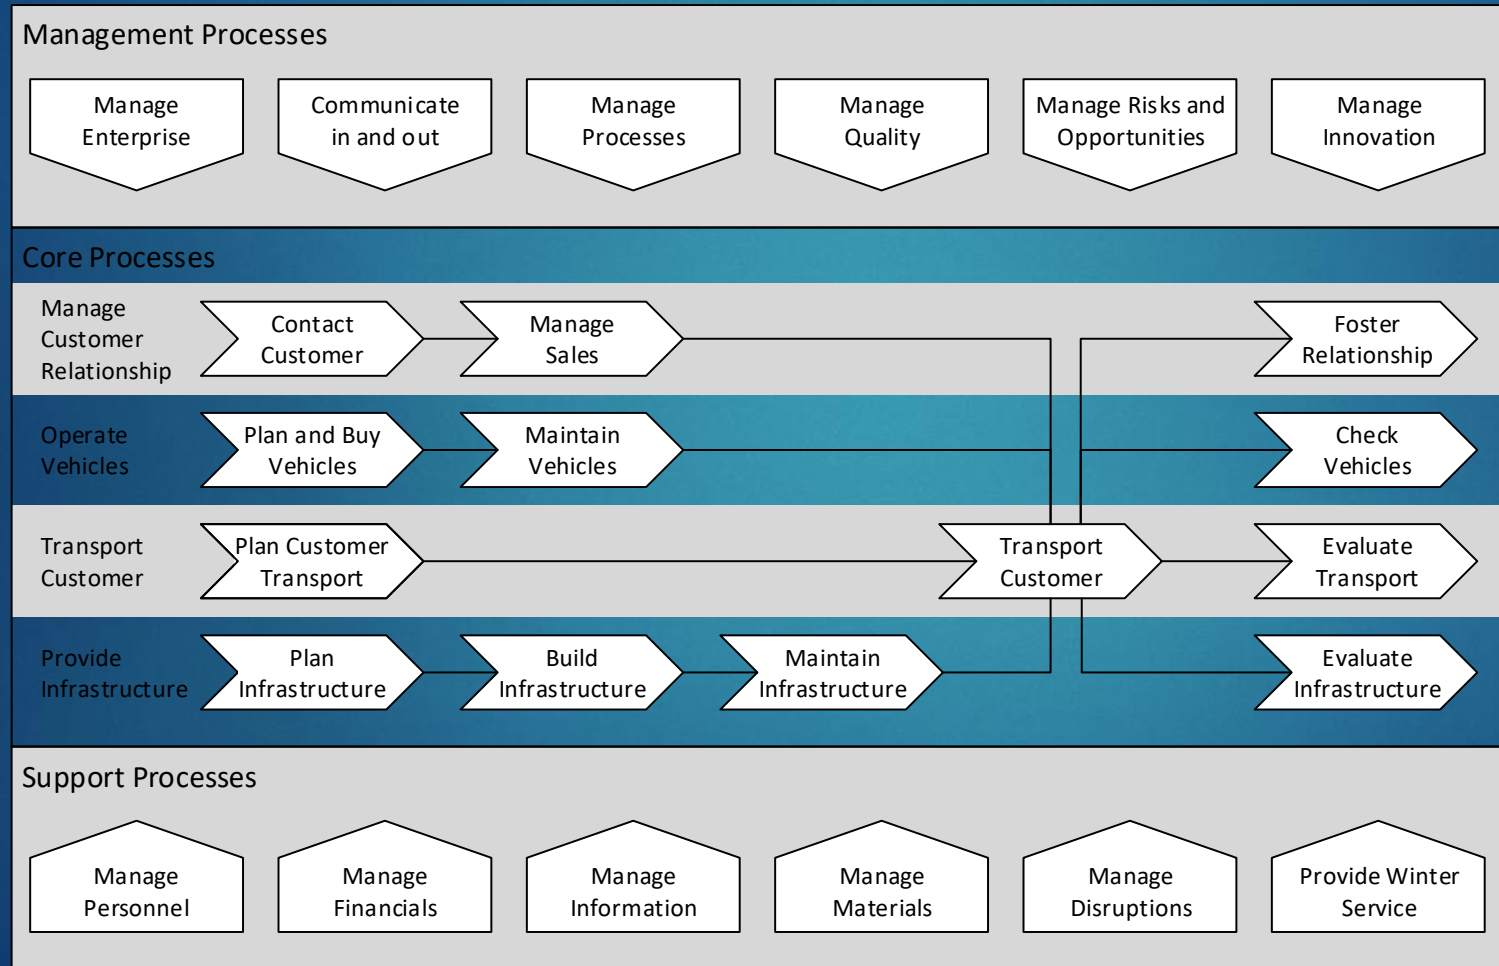 Management Processes
Manage
Enterprise
Communicate
in and out
Manage
Processes
Manage
Quality
Manage Risks and
Opportunities
Manage
Innovation
Core Processes
Manage
Customer
Relationship
Contact
Customer
Manage
Sales
Foster
Relationship
Operate
Vehicles
Plan and Buy
Vehicles
Maintain
Vehicles
Check
Vehicles
Transport
Customer
Plan Customer
Transport
Transport
Customer
Evaluate
Transport
Provide
Infrastructure
Plan
Infrastructure
Build
Infrastructure
Maintain
Infrastructure
Evaluate
Infrastructure
Support Processes
Manage
Personnel
Manage
Financials
Manage
Information
Manage
Materials
Manage
Disruptions
Provide Winter
Service